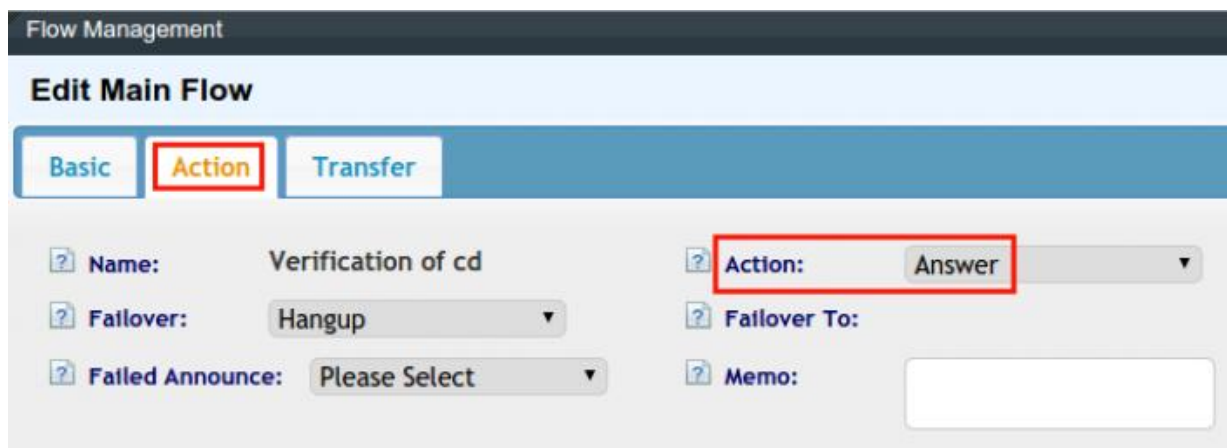 Flow Management
Edit Main Flow
Basic Action Transfer
Name: Verification of cd Action: Answer
Failover: Hangup Failover To:
Failed Announce: Please Select Memo: